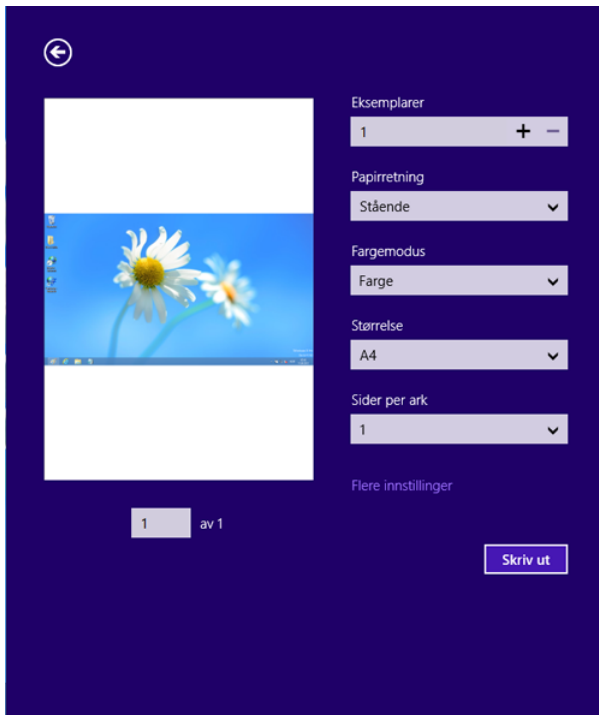 Eksemplarer
1
Papirretning
Stående
Fargemodus
Farge
Størrelse
A4
Sider per ark
1
Flere innstillinger
1 av 1
Skriv ut